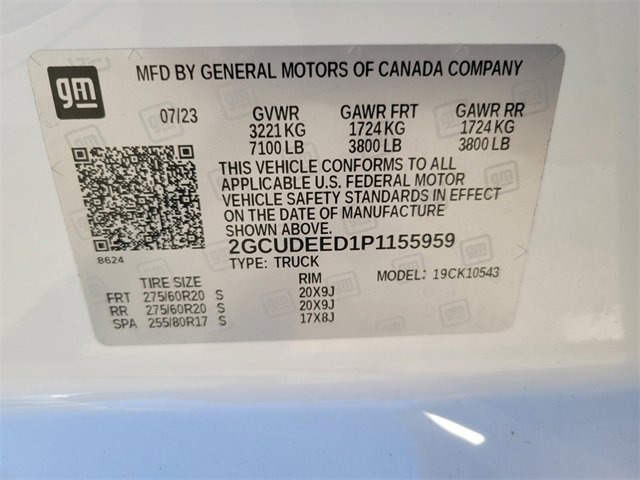 gm
MFD BY GENERAL MOTORS OF CANADA COMPANY
07/23 GVWR GAWR FRT GAWR RR
3221 KG 1724 KG 1724 KG
7100 LB 3800 LB 3800 LB
THIS VEHICLE CONFORMS TO ALL
APPLICABLE U.S. FEDERAL MOTOR
VEHICLE SAFETY STANDARDS IN EFFECT
ON THE DATE OF MANUFACTURE
SHOWN ABOVE.
2GCUDEED1P1155959
8624
TYPE: TRUCK MODEL: 19CK10543
TIRE SIZE RIM
FRT 275/60R20 S 20X9J
RR 275/60R20 S 20X9J
SPA 255/80R17 S 17X8J